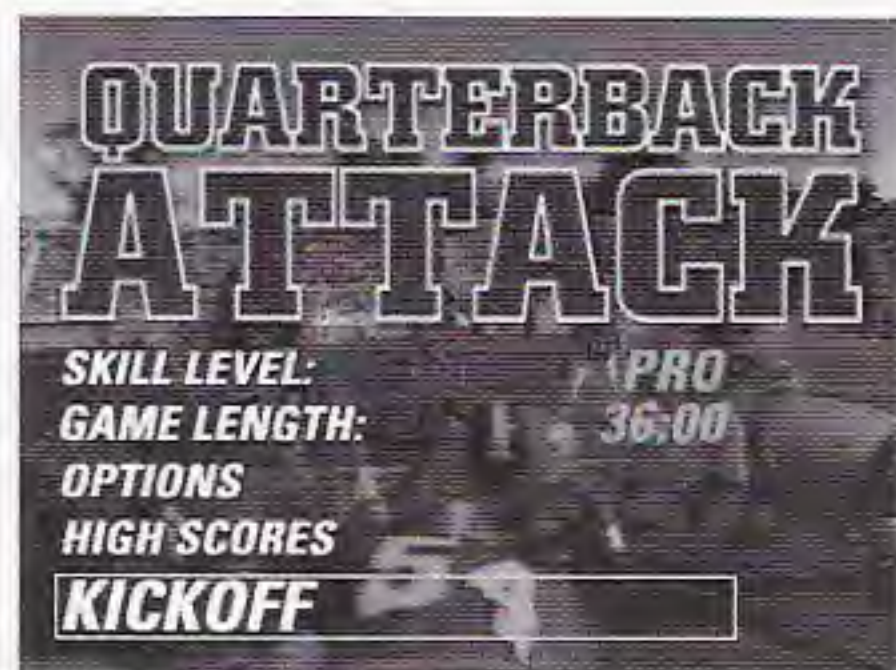 QUARTERBACK
ATTACK
SKILL LEVEL: PRO
GAME LENGTH: 36:00
OPTIONS
HIGH SCORES
KICKOFF